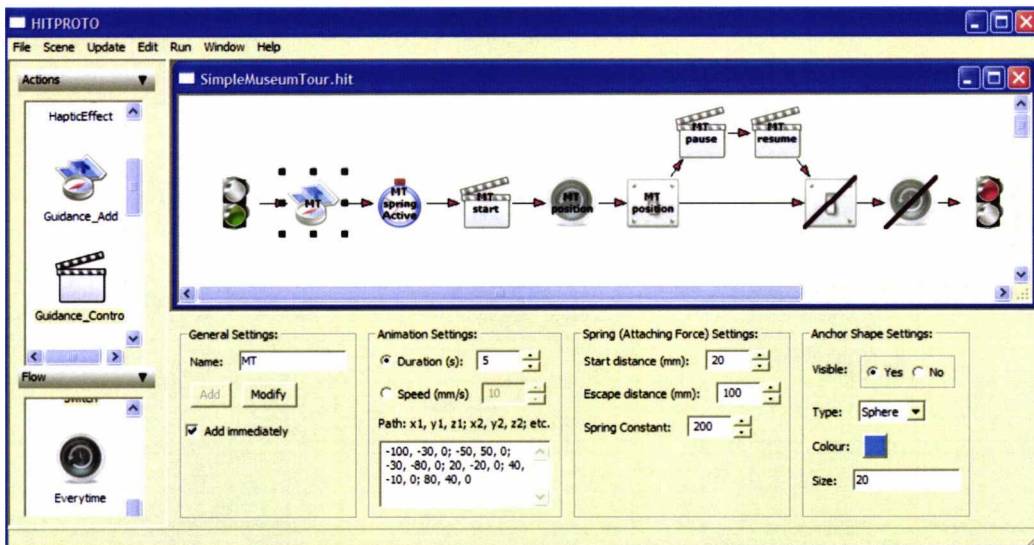 HITPROTO
File Scene Update Edit Run Window Help
Actions
HapticEffect
Guidance_Add
Guidance_Contro
Flow
Everytime
SimpleMuseumTour.hit
MT
pause
MT
resume
MT
MT
spring
Active
MT
start
MT
position
MT
position
General Settings:
Name: MT
Add Modify
Add immediately
Animation Settings:
Duration (s): 5
Speed (mm/s) 10
Path: x1, y1, z1; x2, y2, z2; etc.
-100, -30, 0; -50, 50, 0;
-30, -80, 0; 20, -20, 0; 40,
-10, 0; 80, 40, 0
Spring (Attaching Force) Settings:
Start distance (mm): 20
Escape distance (mm): 100
Spring Constant: 200
Anchor Shape Settings:
Visible: Yes No
Type: Sphere
Colour:
Size: 20